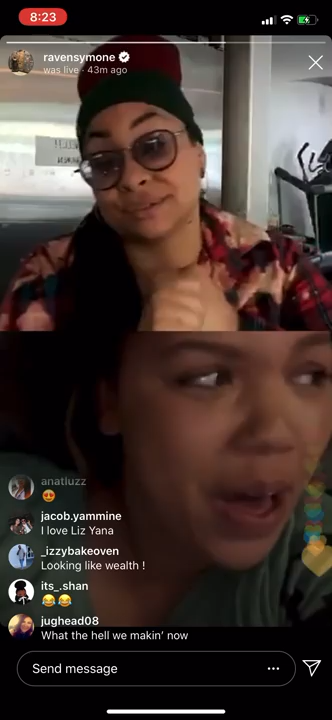 8:23
ravensymone
was live · 43m ago
anatluzz
😍
jacob.yammine
I love Liz Yana
_izzybakeoven
Looking like wealth !
its_.shan
😂😂
jughead08
What the hell we makin' now
Send message